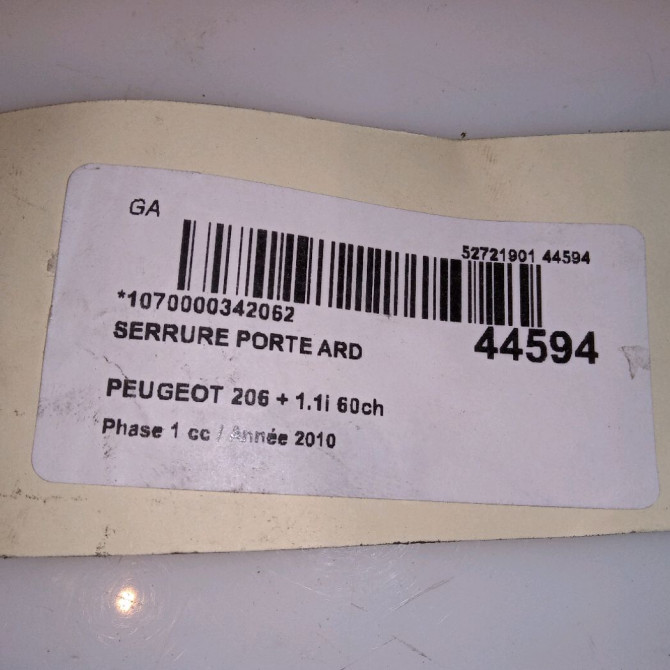 GA
52721901 44594
*1070000342062
44594
SERRURE PORTE ARD
PEUGEOT 206 + 1.1i 60ch
Phase 1 cc / Année 2010